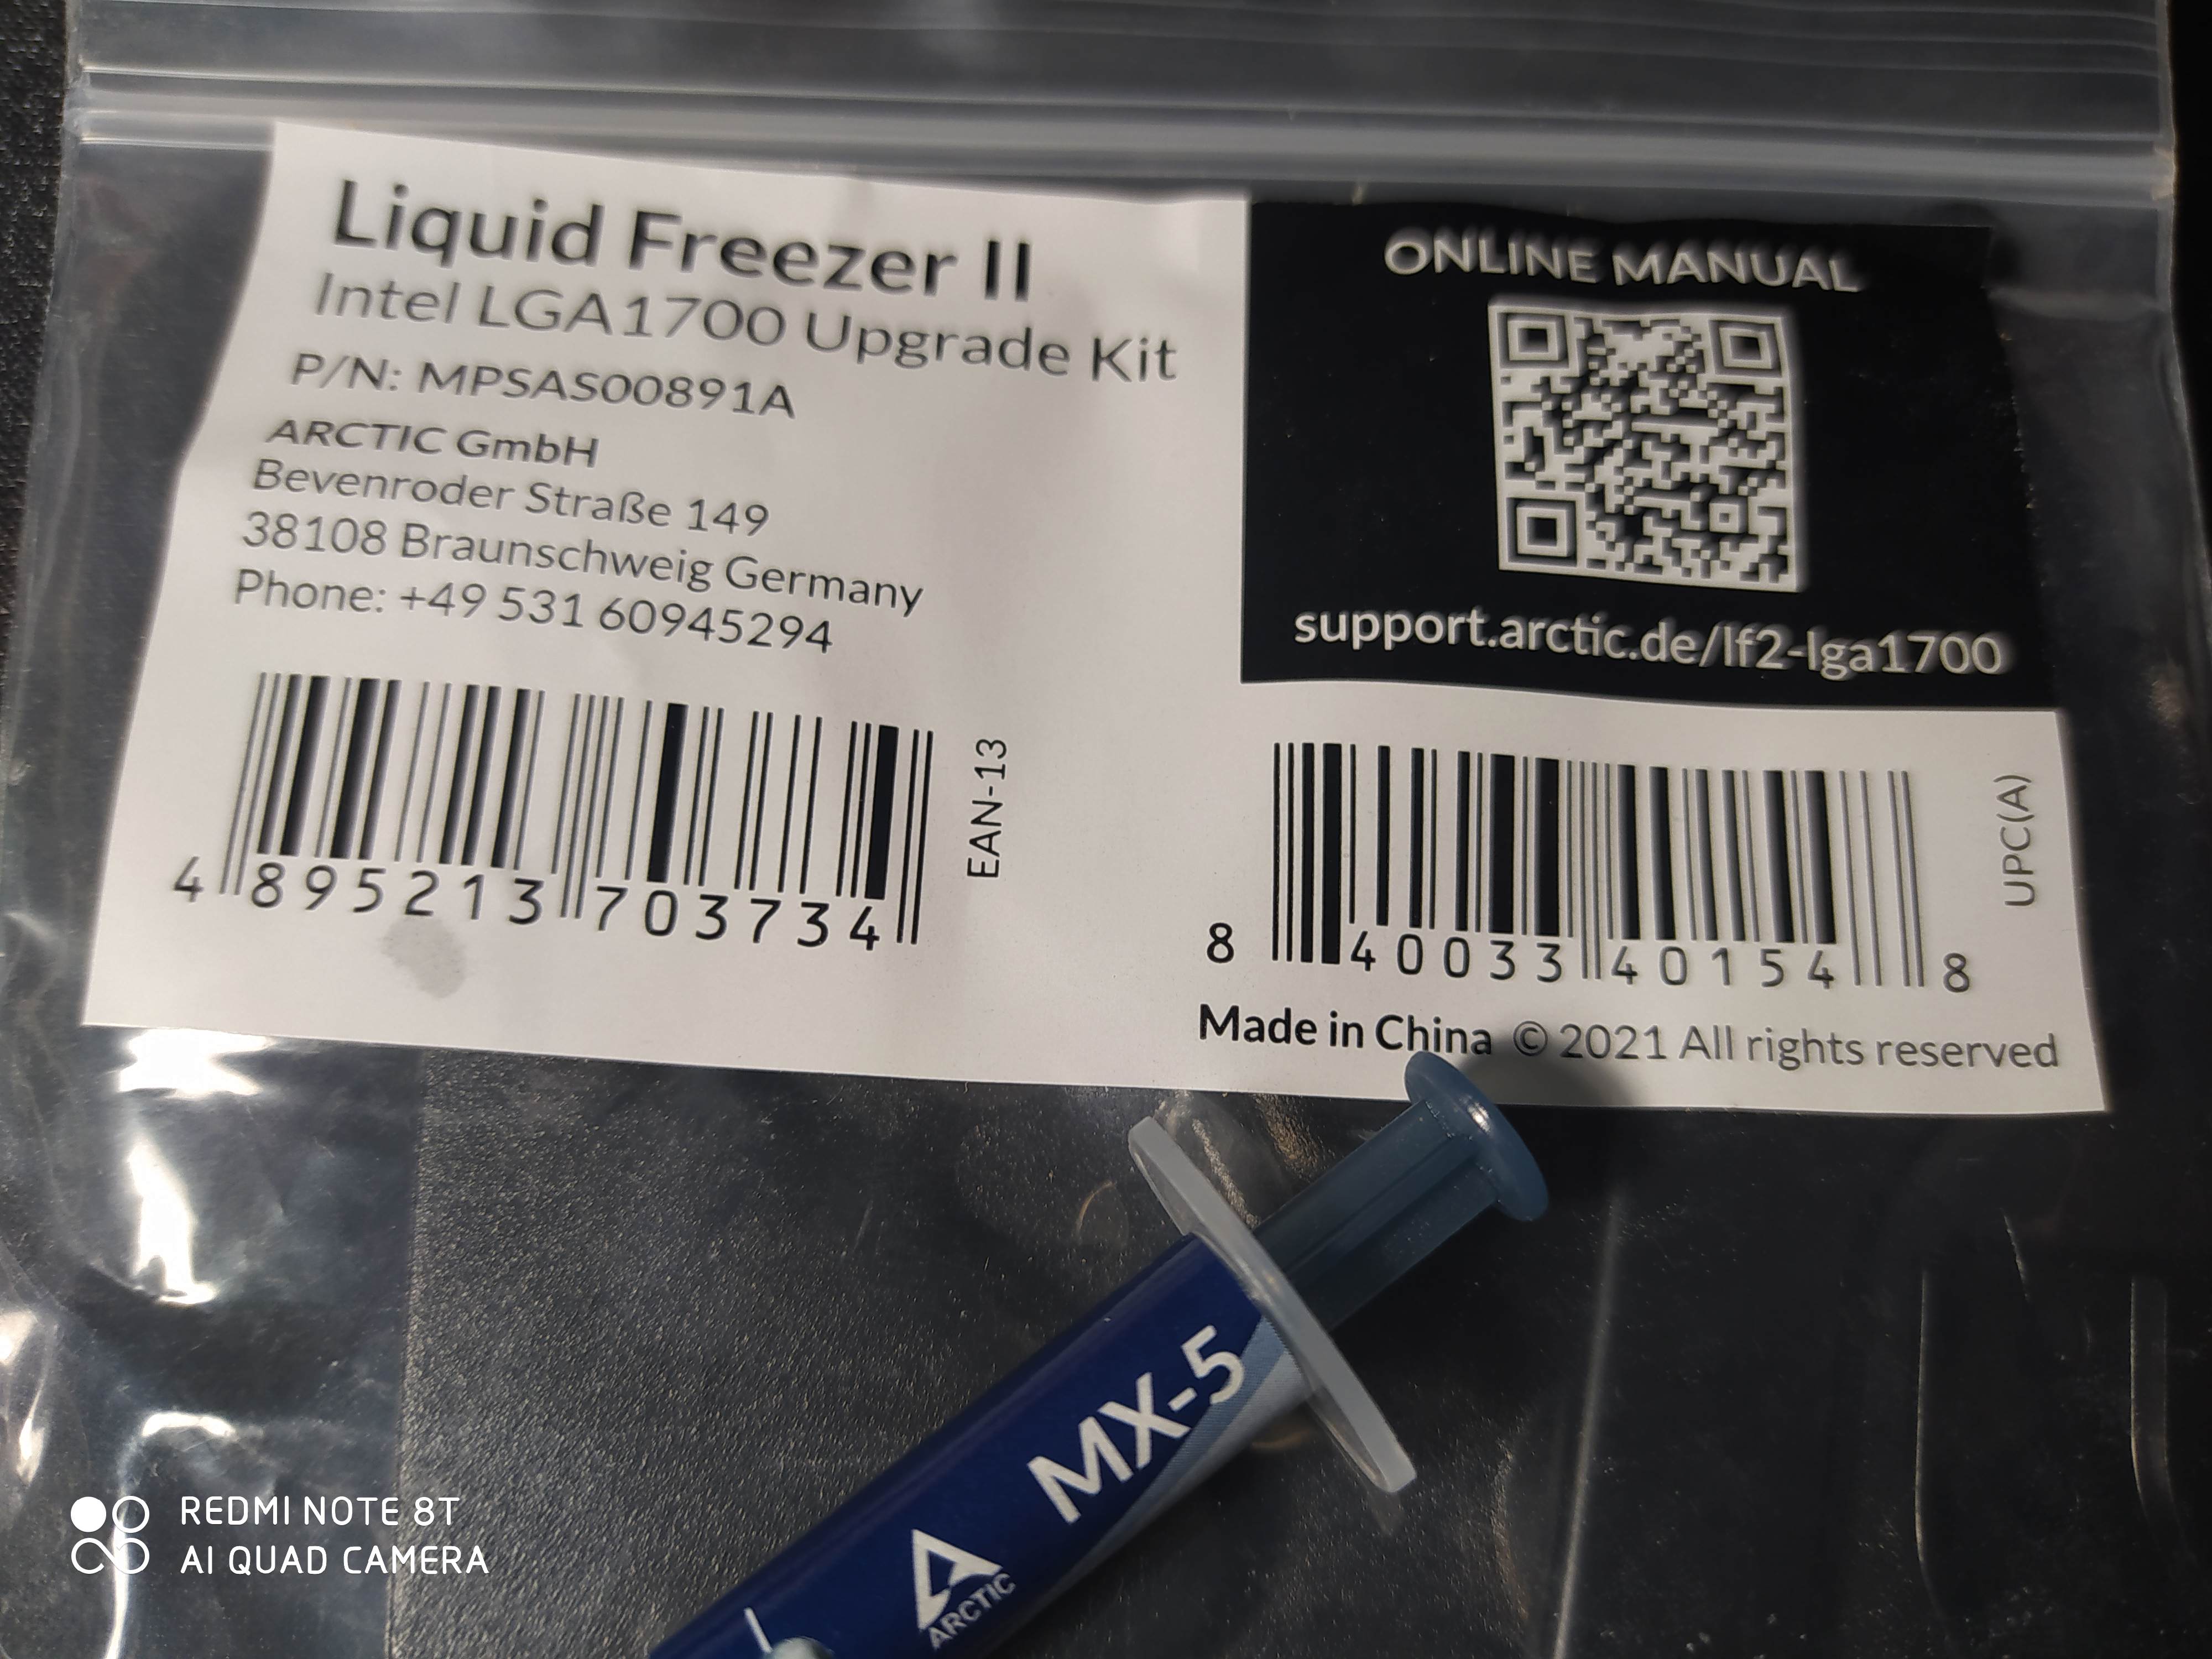 Liquid Freezer II
Intel LGA1700 Upgrade Kit
P/N: MPSAS00891A
ARCTIC GmbH
Bevenroder Straße 149
38108 Braunschweig Germany
Phone: +49 531 60945294
4 895213 703734
EAN-13
ONLINE MANUAL
support.arctic.de/lf2-lga1700
8 40033 40154 8
UPC(A)
Made in China © 2021 All rights reserved
MX-5
ARCTIC
REDMI NOTE 8T
AI QUAD CAMERA